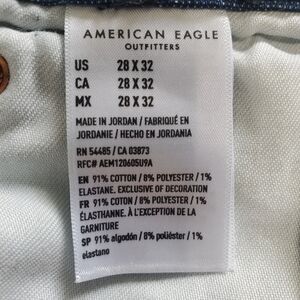 AMERICAN EAGLE
OUTFITTERS
US 28 X 32
CA 28 X 32
MX 28 X 32
MADE IN JORDAN / FABRIQUÉ EN
JORDANIE / HECHO EN JORDANIA
RN 54485 / CA 03873
RFC# AEM120605U9A
EN 91% COTTON / 8% POLYESTER / 1%
ELASTANE. EXCLUSIVE OF DECORATION
FR 91% COTON / 8% POLYESTER / 1%
ÉLASTHANNE. À L'EXCEPTION DE LA
GARNITURE
SP 91% algodón / 8% poliéster / 1%
elastano